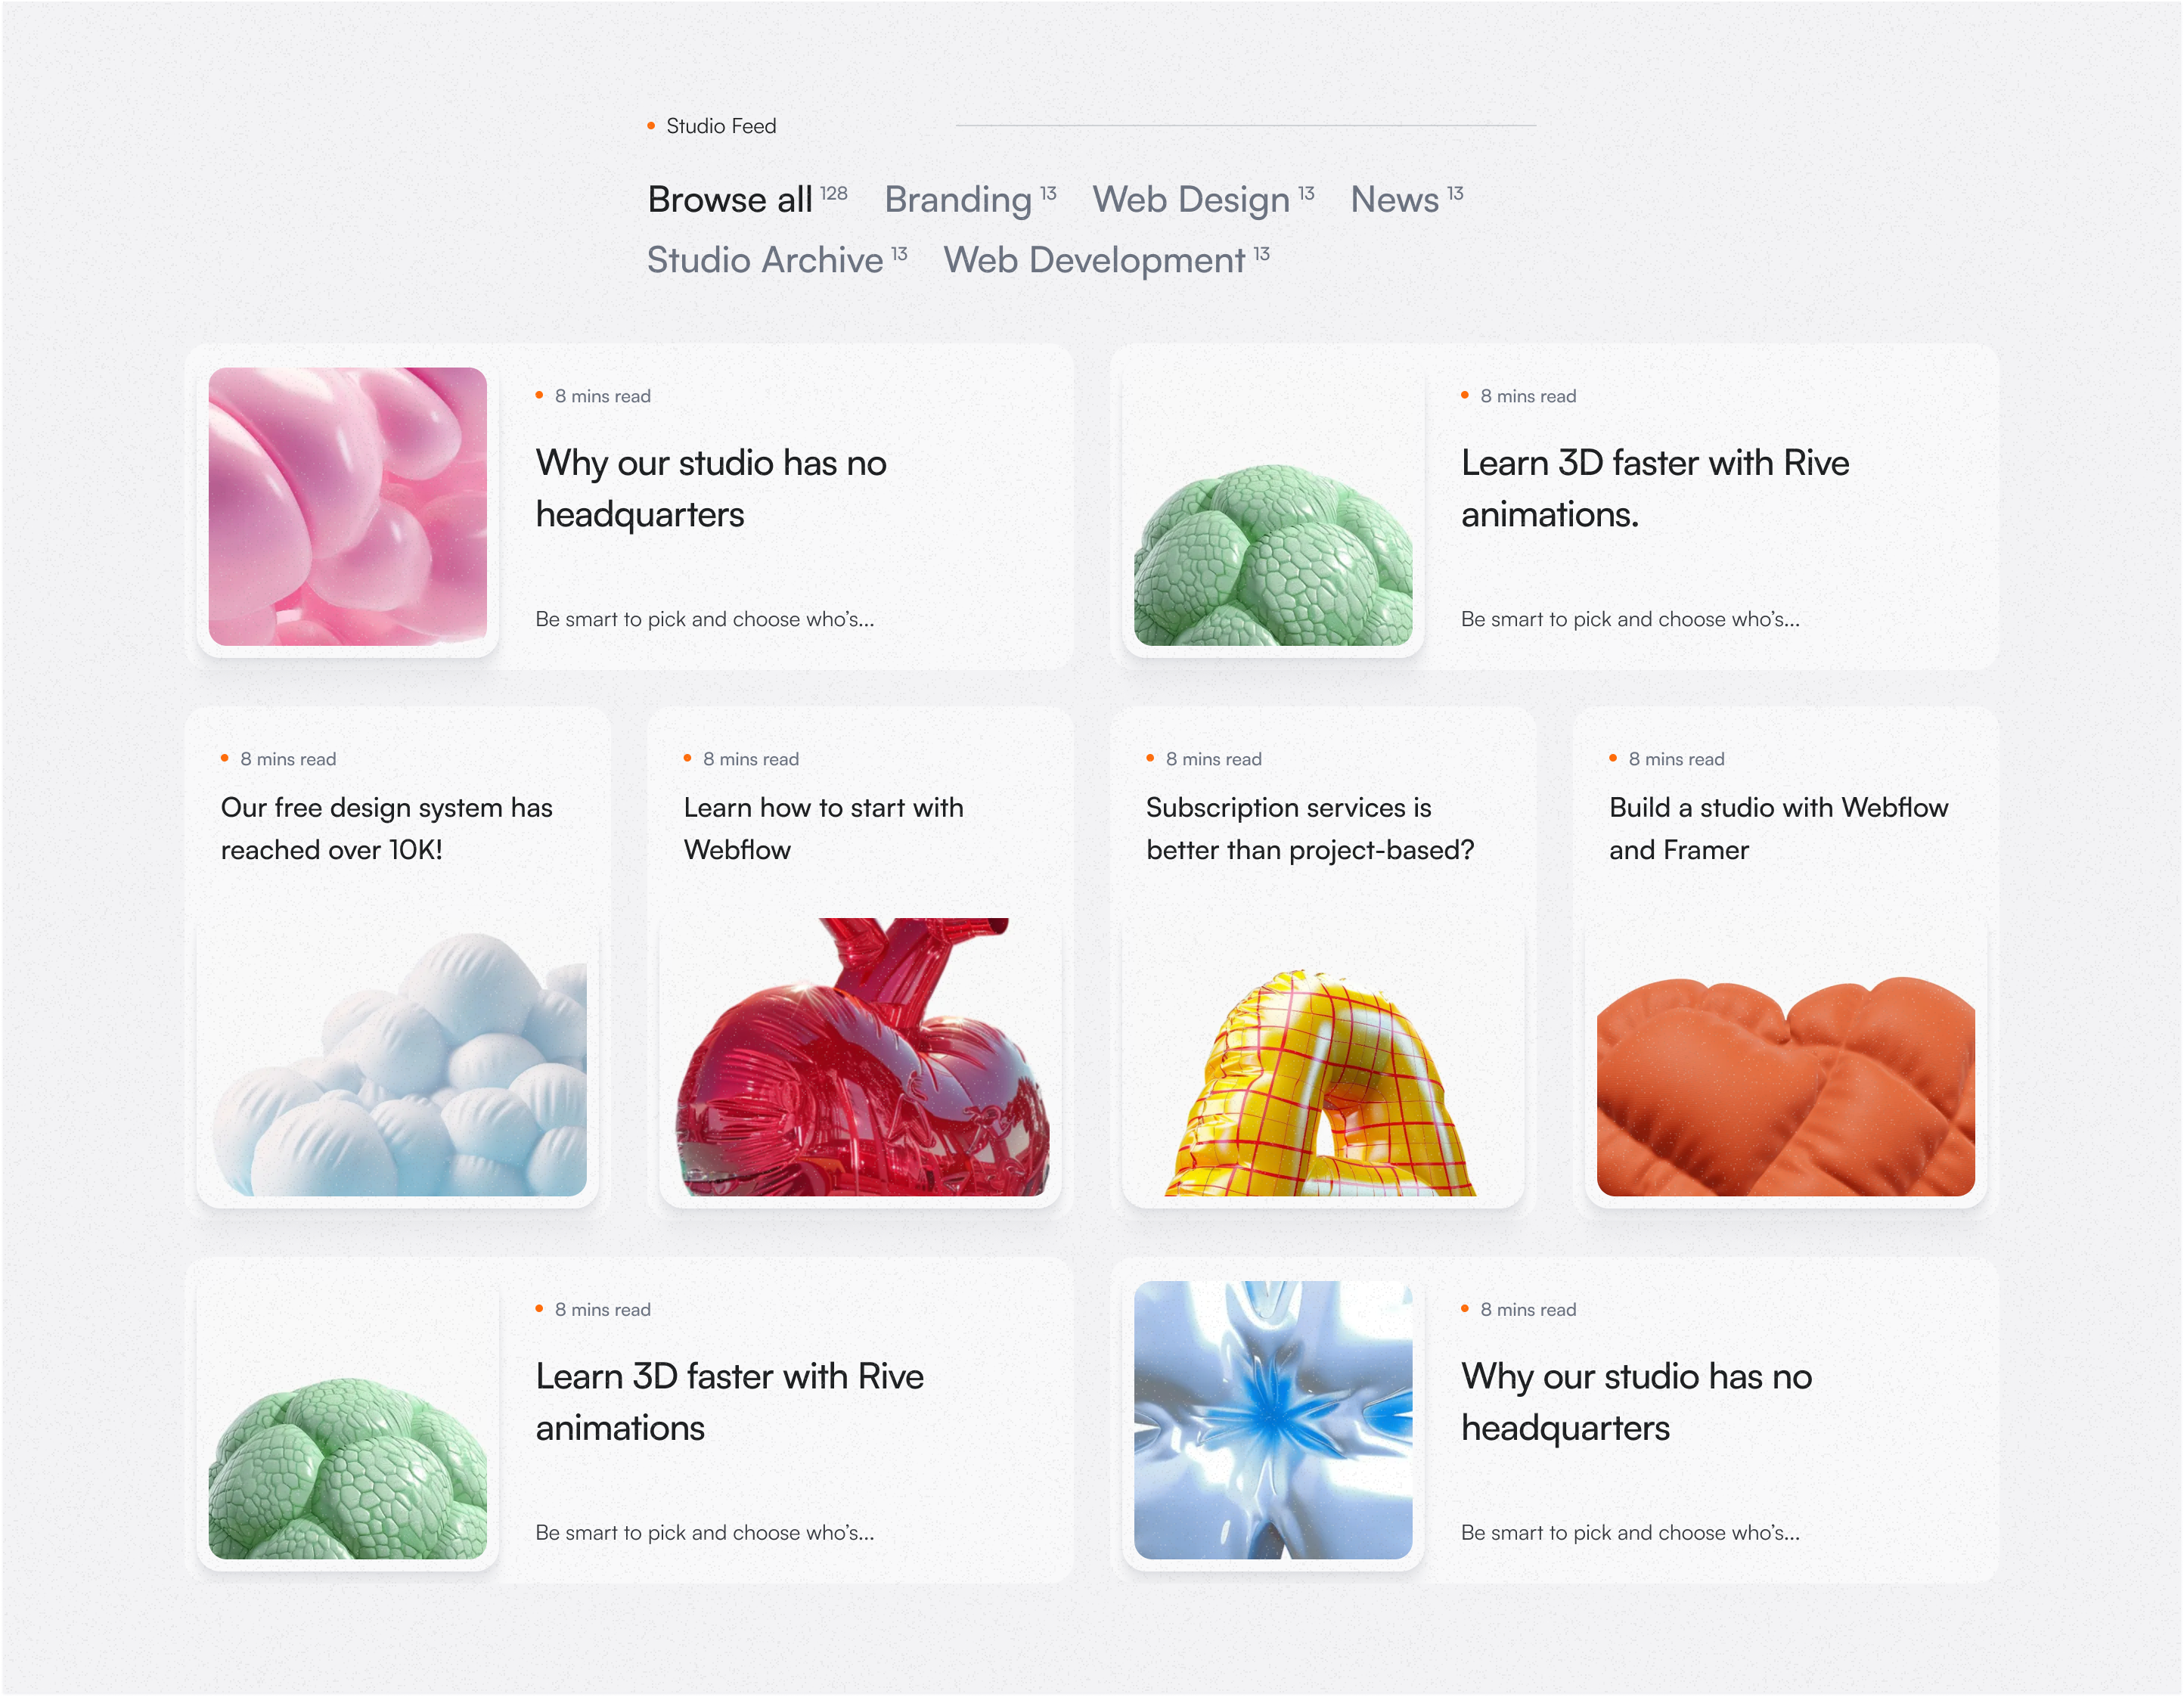 Studio Feed
Browse all 128 Branding 13 Web Design 13 News 13
Studio Archive 13 Web Development 13
8 mins read
Why our studio has no
headquarters
Be smart to pick and choose who’s...
8 mins read
Learn 3D faster with Rive
animations.
Be smart to pick and choose who’s...
8 mins read
Our free design system has
reached over 10K!
8 mins read
Learn how to start with
Webflow
8 mins read
Subscription services is
better than project-based?
8 mins read
Build a studio with Webflow
and Framer
8 mins read
Learn 3D faster with Rive
animations
Be smart to pick and choose who’s...
8 mins read
Why our studio has no
headquarters
Be smart to pick and choose who’s...